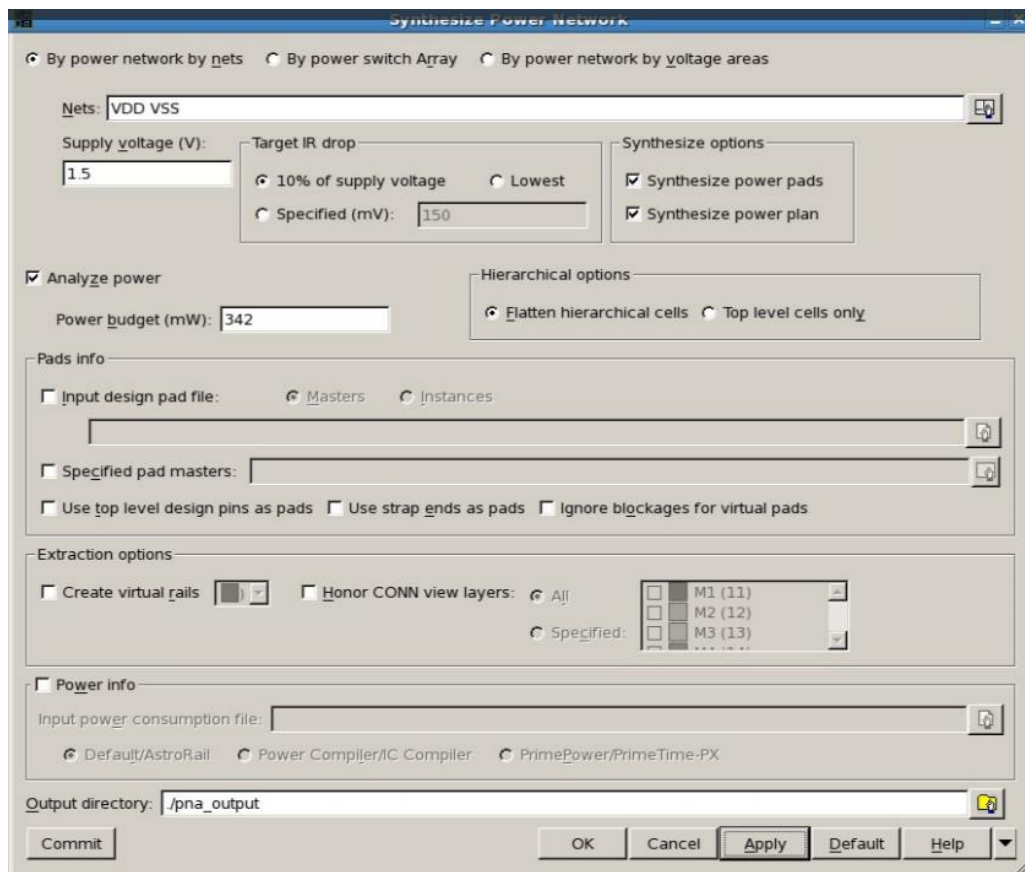 Synthesize Power Network
By power network by nets By power switch Array By power network by voltage areas
Nets: VDD VSS
Supply voltage (V): Target IR drop Synthesize options
1.5 10% of supply voltage Lowest Synthesize power pads
Specified (mV): 150 Synthesize power plan
Analyze power Hierarchical options
Power budget (mW): 342 Flatten hierarchical cells Top level cells only
Pads info
Input design pad file: Masters Instances
Specified pad masters:
Use top level design pins as pads Use strap ends as pads Ignore blockages for virtual pads
Extraction options
Create virtual rails ) Honor CONN view layers: All M1 (11)
M2 (12)
Specified: M3 (13)
Power info
Input power consumption file:
Default/AstroRail Power Compiler/IC Compiler PrimePower/PrimeTime-PX
Output directory: ./pna_output
Commit OK Cancel Apply Default Help